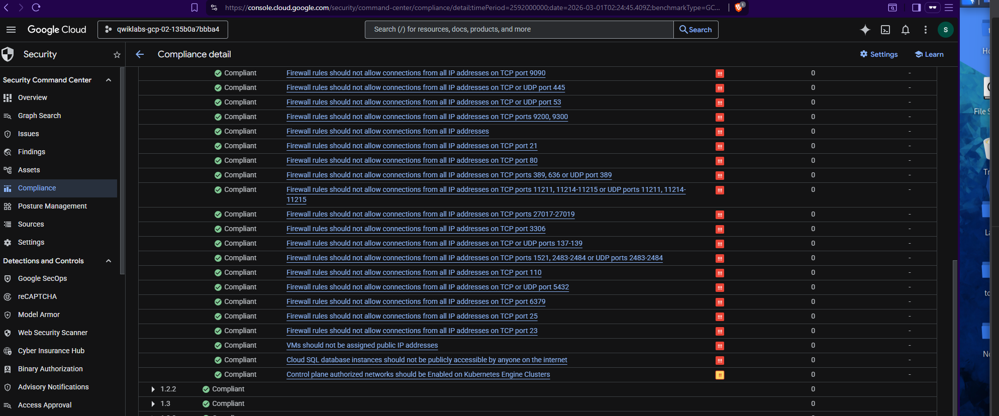 https://console.cloud.google.com/security/command-center/compliance/detail;timePeriod=2592000000;date=2026-03-01T02:24:45.409Z;benchmarkType=GC...
1
Google Cloud
qwiklabs-gcp-02-135b0a7bbba4
Search (/) for resources, docs, products, and more
Search
S
Security
Compliance detail
Settings
Learn
Security Command Center
Overview
Graph Search
Issues
Findings
Assets
Compliance
Posture Management
Sources
Settings
Detections and Controls
Google SecOps
reCAPTCHA
Model Armor
Web Security Scanner
Cyber Insurance Hub
Binary Authorization
Advisory Notifications
Access Approval
Compliant Firewall rules should not allow connections from all IP addresses on TCP port 9090 !!! 0 -
Compliant Firewall rules should not allow connections from all IP addresses on TCP or UDP port 445 !!! 0 -
Compliant Firewall rules should not allow connections from all IP addresses on TCP or UDP port 53 !!! 0 -
Compliant Firewall rules should not allow connections from all IP addresses on TCP ports 9200, 9300 !!! 0 -
Compliant Firewall rules should not allow connections from all IP addresses !!! 0 -
Compliant Firewall rules should not allow connections from all IP addresses on TCP port 21 !!! 0 -
Compliant Firewall rules should not allow connections from all IP addresses on TCP port 80 !!! 0 -
Compliant Firewall rules should not allow connections from all IP addresses on TCP ports 389, 636 or UDP port 389 !!! 0 -
Compliant Firewall rules should not allow connections from all IP addresses on TCP ports 11211, 11214-11215 or UDP ports 11211, 11214- !!! 0 -
11215
Compliant Firewall rules should not allow connections from all IP addresses on TCP ports 27017-27019 !!! 0 -
Compliant Firewall rules should not allow connections from all IP addresses on TCP port 3306 !!! 0 -
Compliant Firewall rules should not allow connections from all IP addresses on TCP or UDP ports 137-139 !!! 0 -
Compliant Firewall rules should not allow connections from all IP addresses on TCP ports 1521, 2483-2484 or UDP ports 2483-2484 !!! 0 -
Compliant Firewall rules should not allow connections from all IP addresses on TCP port 110 !!! 0 -
Compliant Firewall rules should not allow connections from all IP addresses on TCP or UDP port 5432 !!! 0 -
Compliant Firewall rules should not allow connections from all IP addresses on TCP port 6379 !!! 0 -
Compliant Firewall rules should not allow connections from all IP addresses on TCP port 25 !!! 0 -
Compliant Firewall rules should not allow connections from all IP addresses on TCP port 23 !!! 0 -
Compliant VMs should not be assigned public IP addresses !!! 0 -
Compliant Cloud SQL database instances should not be publicly accessible by anyone on the internet !!! 0 -
Compliant Control plane authorized networks should be Enabled on Kubernetes Engine Clusters !! 0 -
1.2.2 Compliant 0
1.3 Compliant 0
File S